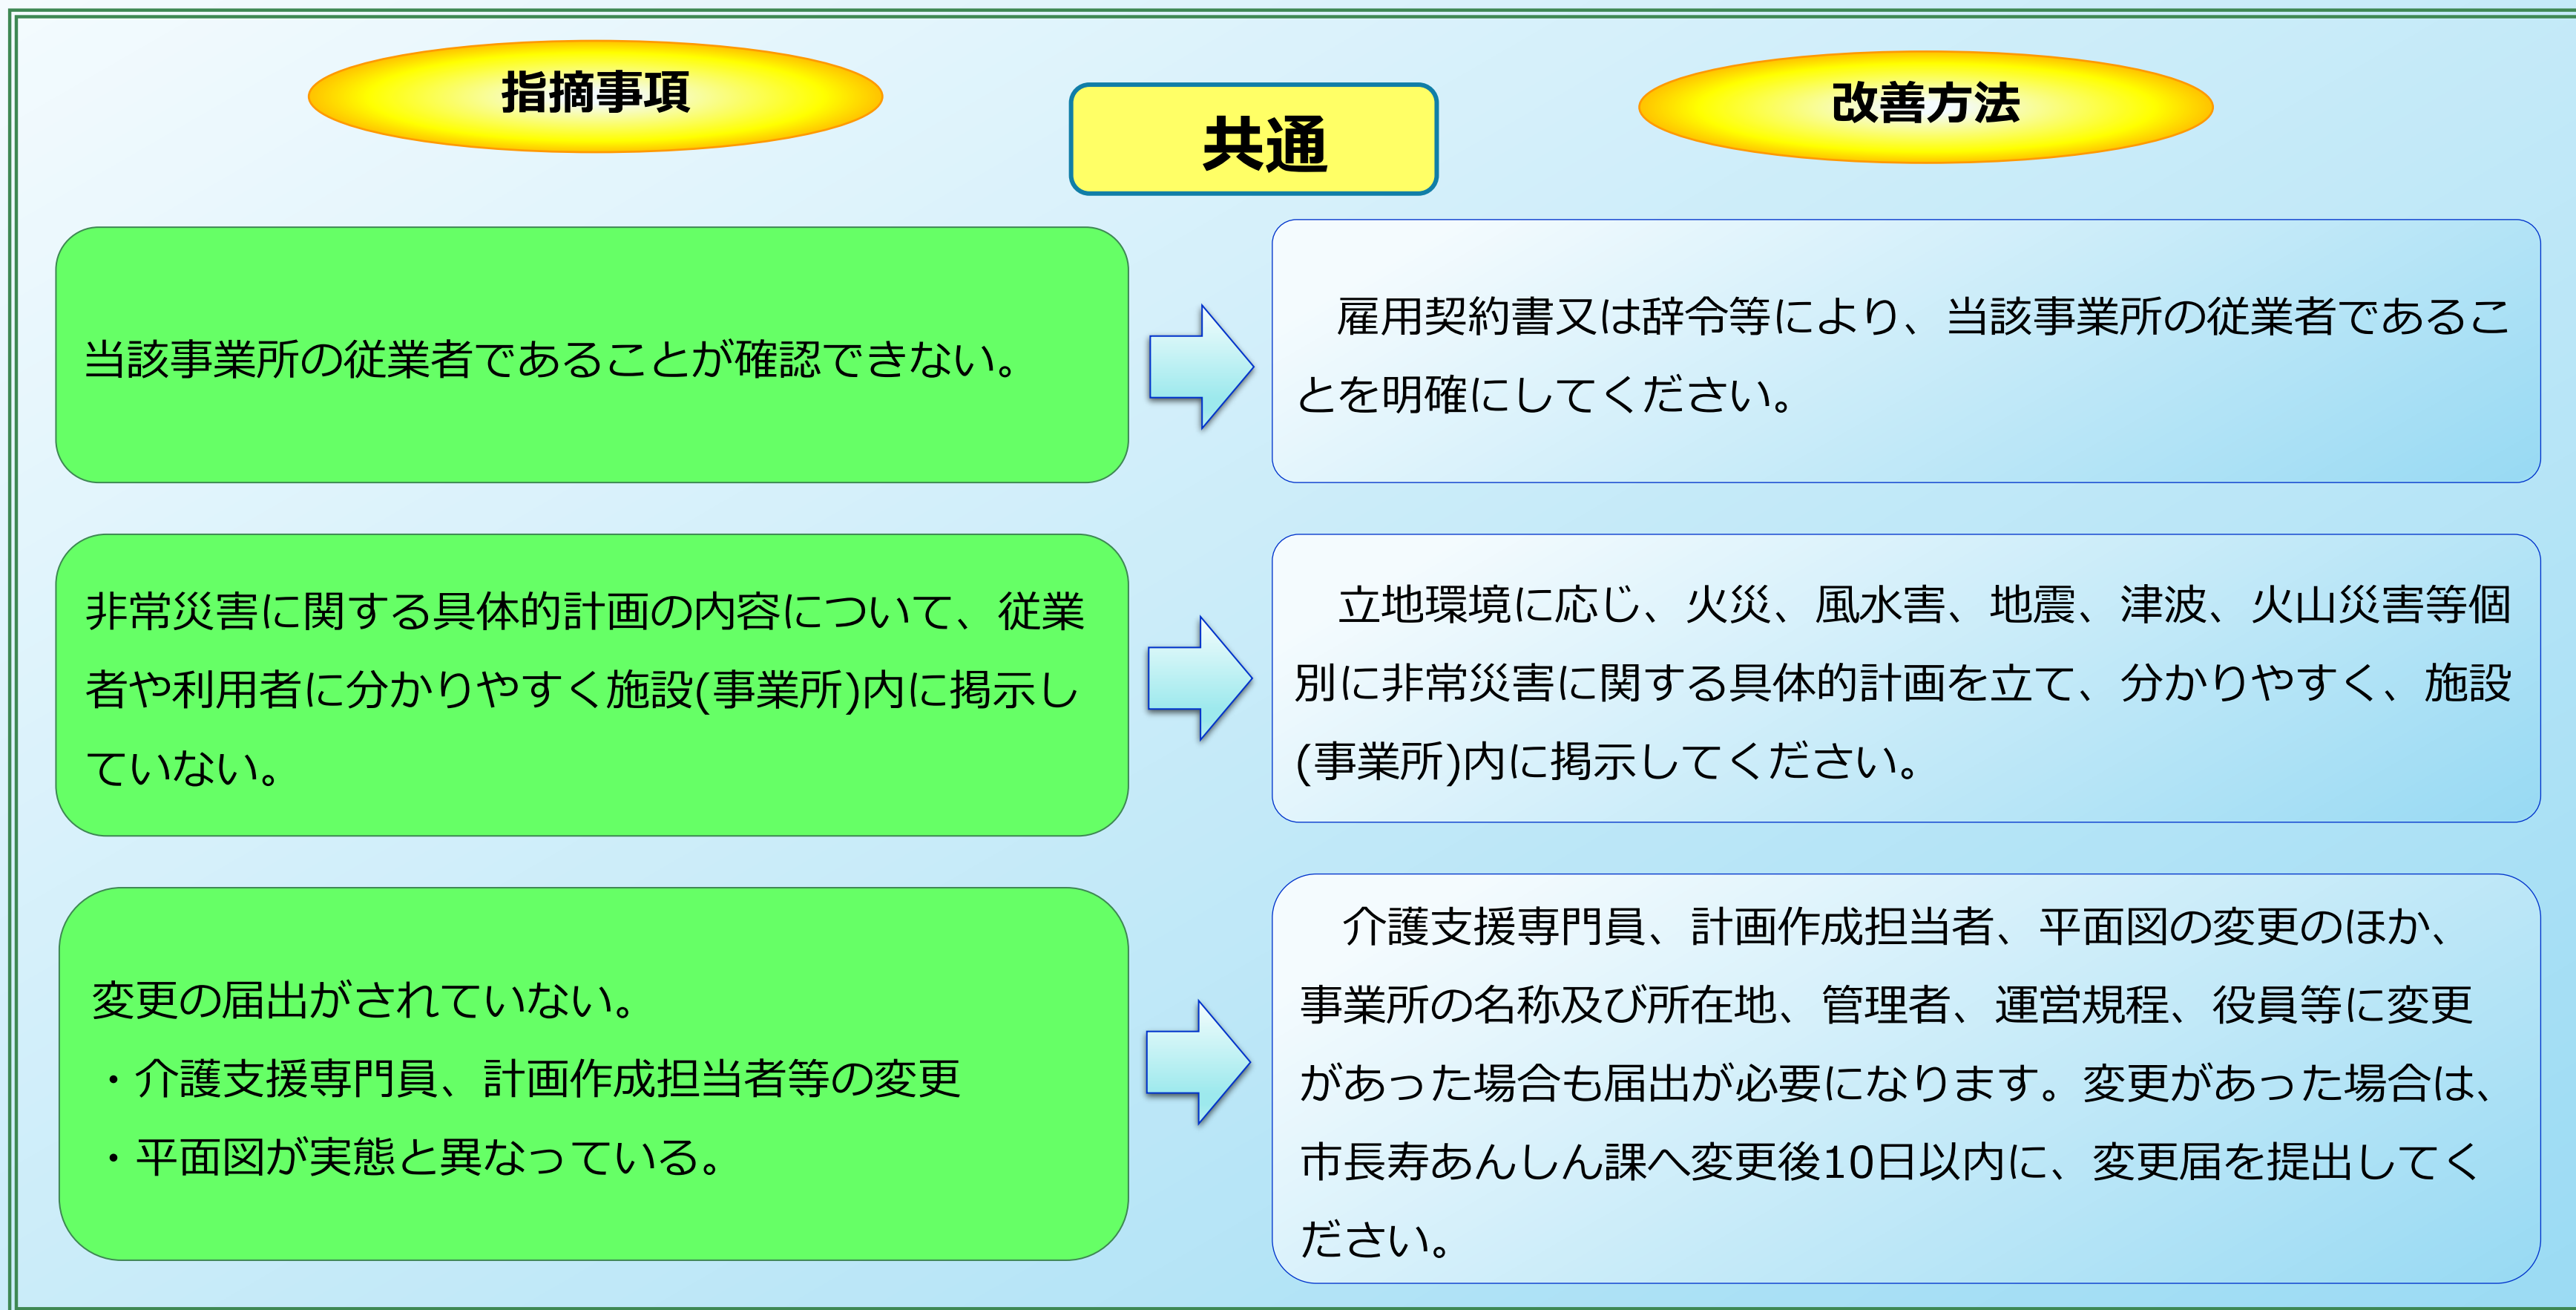 指摘事項
共通
改善方法
当該事業所の従業者であることが確認できない。
雇用契約書又は辞令等により、当該事業所の従業者であるこ
とを明確にしてください。
非常災害に関する具体的計画の内容について、従業
者や利用者に分かりやすく施設(事業所)内に掲示し
ていない。
立地環境に応じ、火災、風水害、地震、津波、火山災害等個
別に非常災害に関する具体的計画を立て、分かりやすく、施設
(事業所)内に掲示してください。
変更の届出がされていない。
・介護支援専門員、計画作成担当者等の変更
・平面図が実態と異なっている。
介護支援専門員、計画作成担当者、平面図の変更のほか、
事業所の名称及び所在地、管理者、運営規程、役員等に変更
があった場合も届出が必要になります。変更があった場合は、
市長寿あんしん課へ変更後10日以内に、変更届を提出してく
ださい。